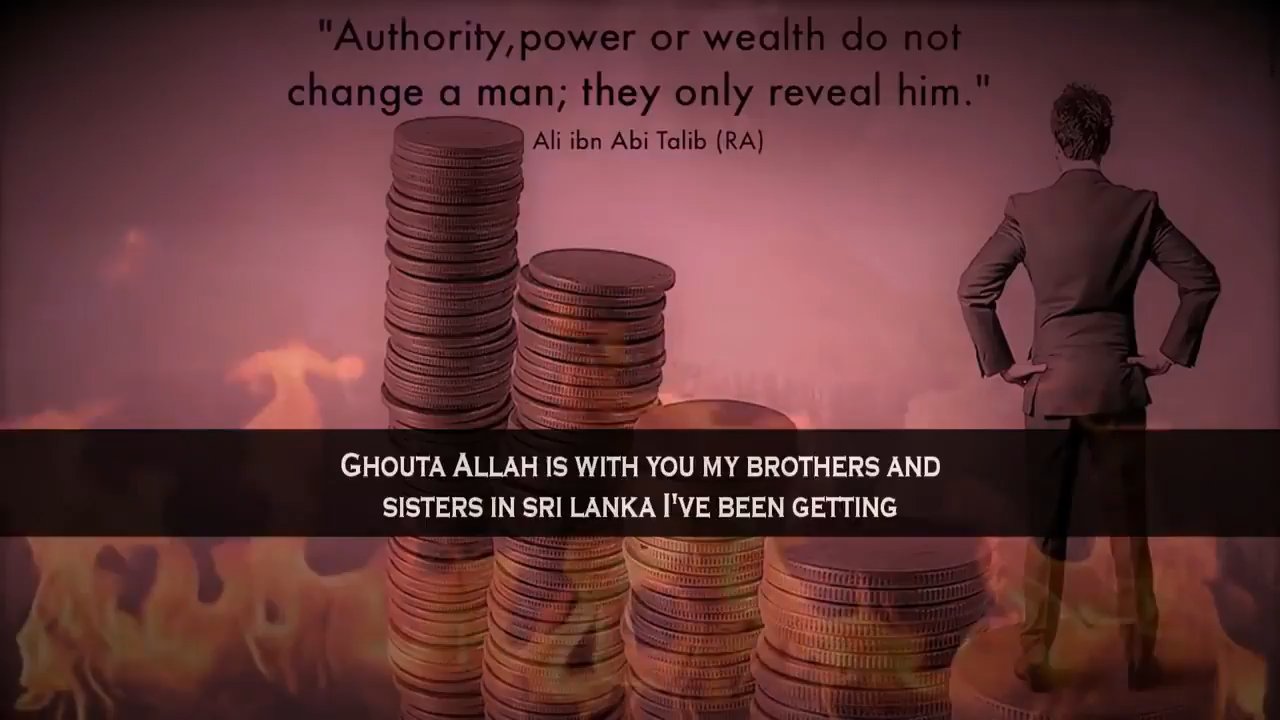 "Authority,power or wealth do not
change a man; they only reveal him."
Ali ibn Abi Talib (RA)
GHOUTA ALLAH IS WITH YOU MY BROTHERS AND
SISTERS IN SRI LANKA I'VE BEEN GETTING